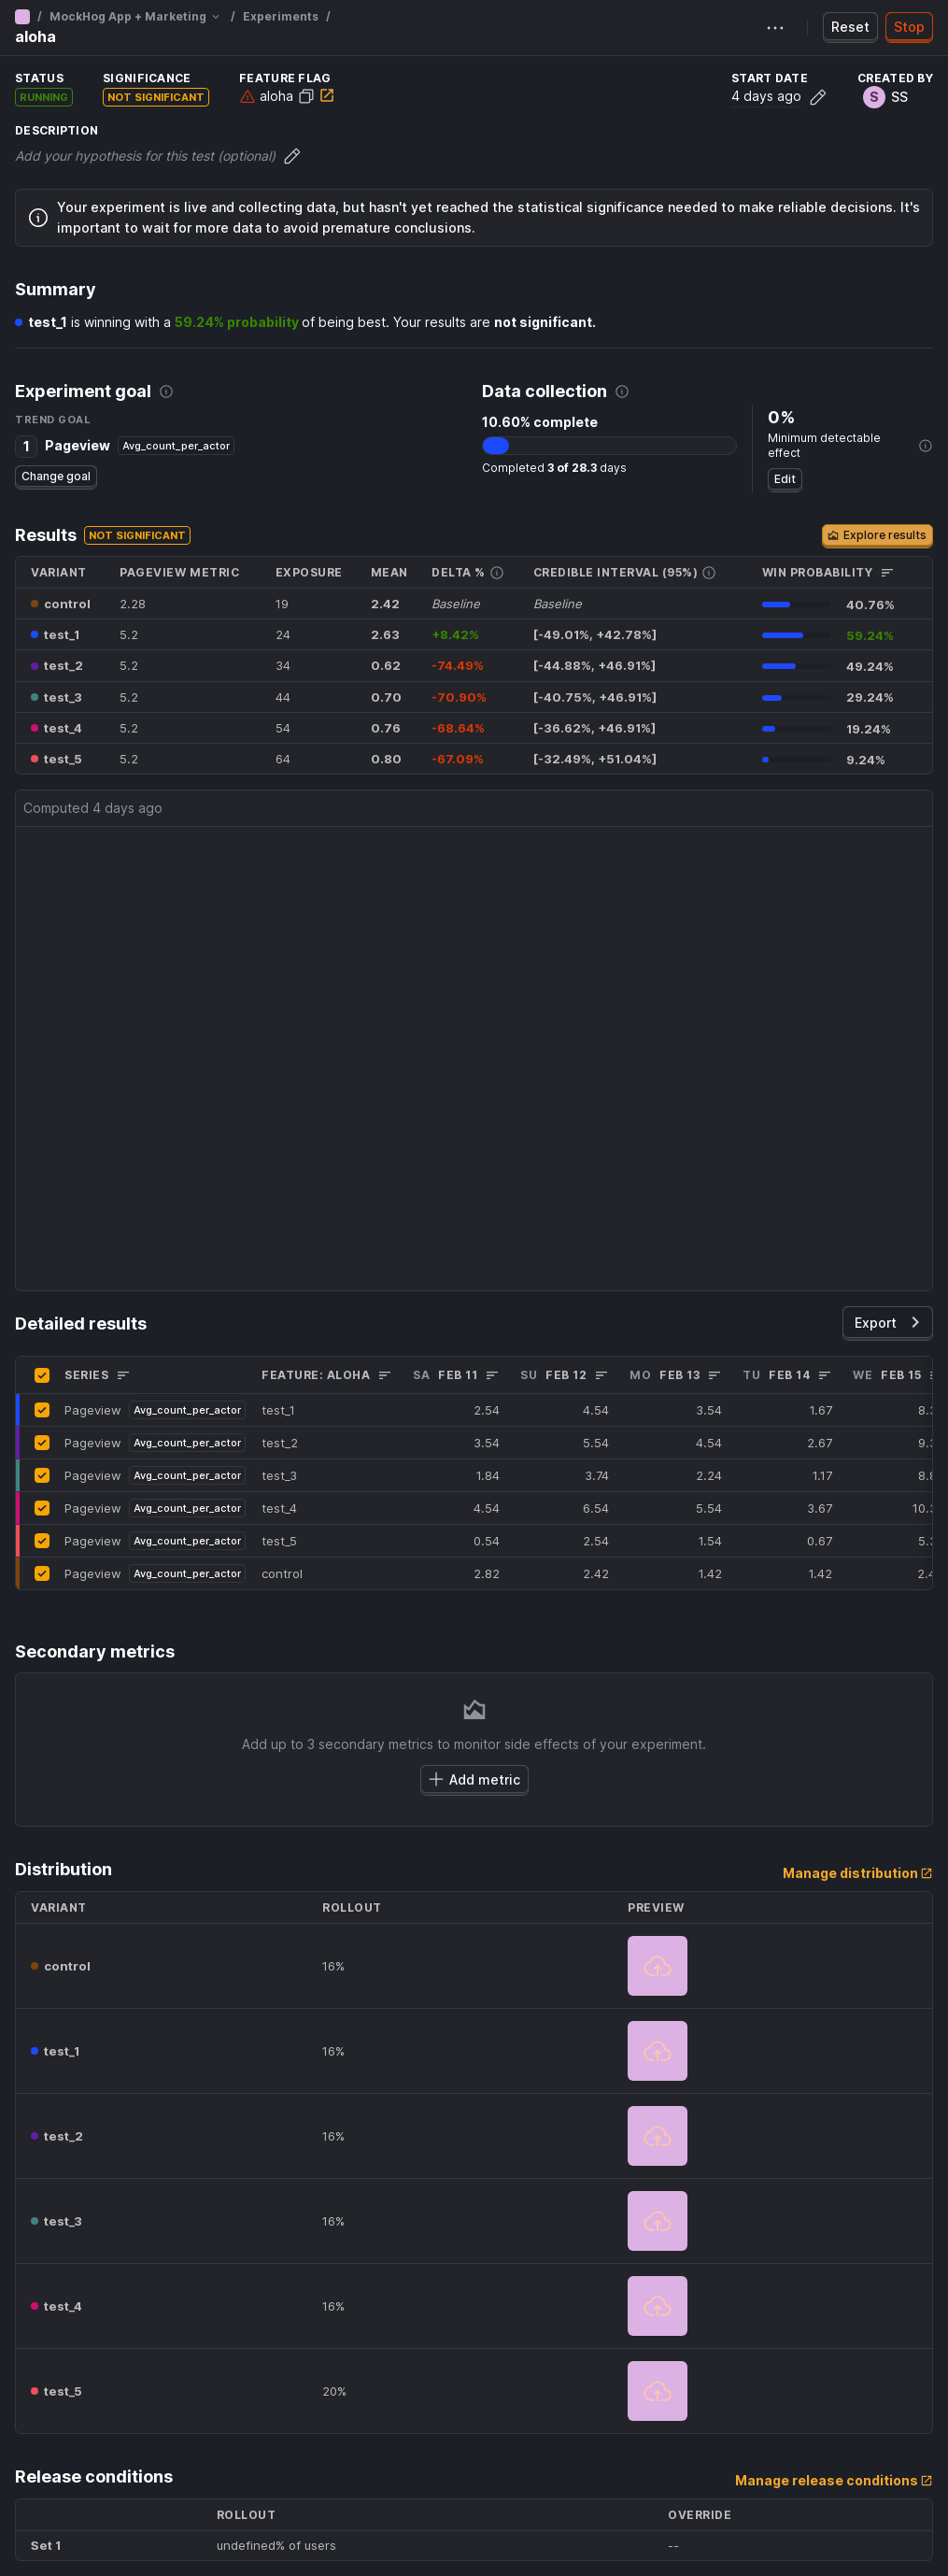 / MockHog App + Marketing / Experiments /
aloha
Reset
Stop
STATUS
SIGNIFICANCE
FEATURE FLAG
START DATE
CREATED BY
RUNNING
NOT SIGNIFICANT
aloha
4 days ago
S SS
DESCRIPTION
Add your hypothesis for this test (optional)
Your experiment is live and collecting data, but hasn't yet reached the statistical significance needed to make reliable decisions. It's
important to wait for more data to avoid premature conclusions.
Summary
test_1 is winning with a 59.24% probability of being best. Your results are not significant.
Experiment goal
TREND GOAL
1 Pageview Avg_count_per_actor
Change goal
Data collection
10.60% complete
Completed 3 of 28.3 days
0%
Minimum detectable
effect
Edit
Results NOT SIGNIFICANT
Explore results
VARIANT PAGEVIEW METRIC EXPOSURE MEAN DELTA % CREDIBLE INTERVAL (95%) WIN PROBABILITY
control 2.28 19 2.42 Baseline Baseline 40.76%
test_1 5.2 24 2.63 +8.42% [-49.01%, +42.78%] 59.24%
test_2 5.2 34 0.62 -74.49% [-44.88%, +46.91%] 49.24%
test_3 5.2 44 0.70 -70.90% [-40.75%, +46.91%] 29.24%
test_4 5.2 54 0.76 -68.64% [-36.62%, +46.91%] 19.24%
test_5 5.2 64 0.80 -67.09% [-32.49%, +51.04%] 9.24%
Computed 4 days ago
Detailed results
Export
SERIES FEATURE: ALOHA SA FEB 11 SU FEB 12 MO FEB 13 TU FEB 14 WE FEB 15
Pageview Avg_count_per_actor test_1 2.54 4.54 3.54 1.67 8.3
Pageview Avg_count_per_actor test_2 3.54 5.54 4.54 2.67 9.3
Pageview Avg_count_per_actor test_3 1.84 3.74 2.24 1.17 8.8
Pageview Avg_count_per_actor test_4 4.54 6.54 5.54 3.67 10.3
Pageview Avg_count_per_actor test_5 0.54 2.54 1.54 0.67 5.3
Pageview Avg_count_per_actor control 2.82 2.42 1.42 1.42 2.4
Secondary metrics
Add up to 3 secondary metrics to monitor side effects of your experiment.
Add metric
Distribution
Manage distribution
VARIANT ROLLOUT PREVIEW
control 16%
test_1 16%
test_2 16%
test_3 16%
test_4 16%
test_5 20%
Release conditions
Manage release conditions
ROLLOUT OVERRIDE
Set 1 undefined% of users --